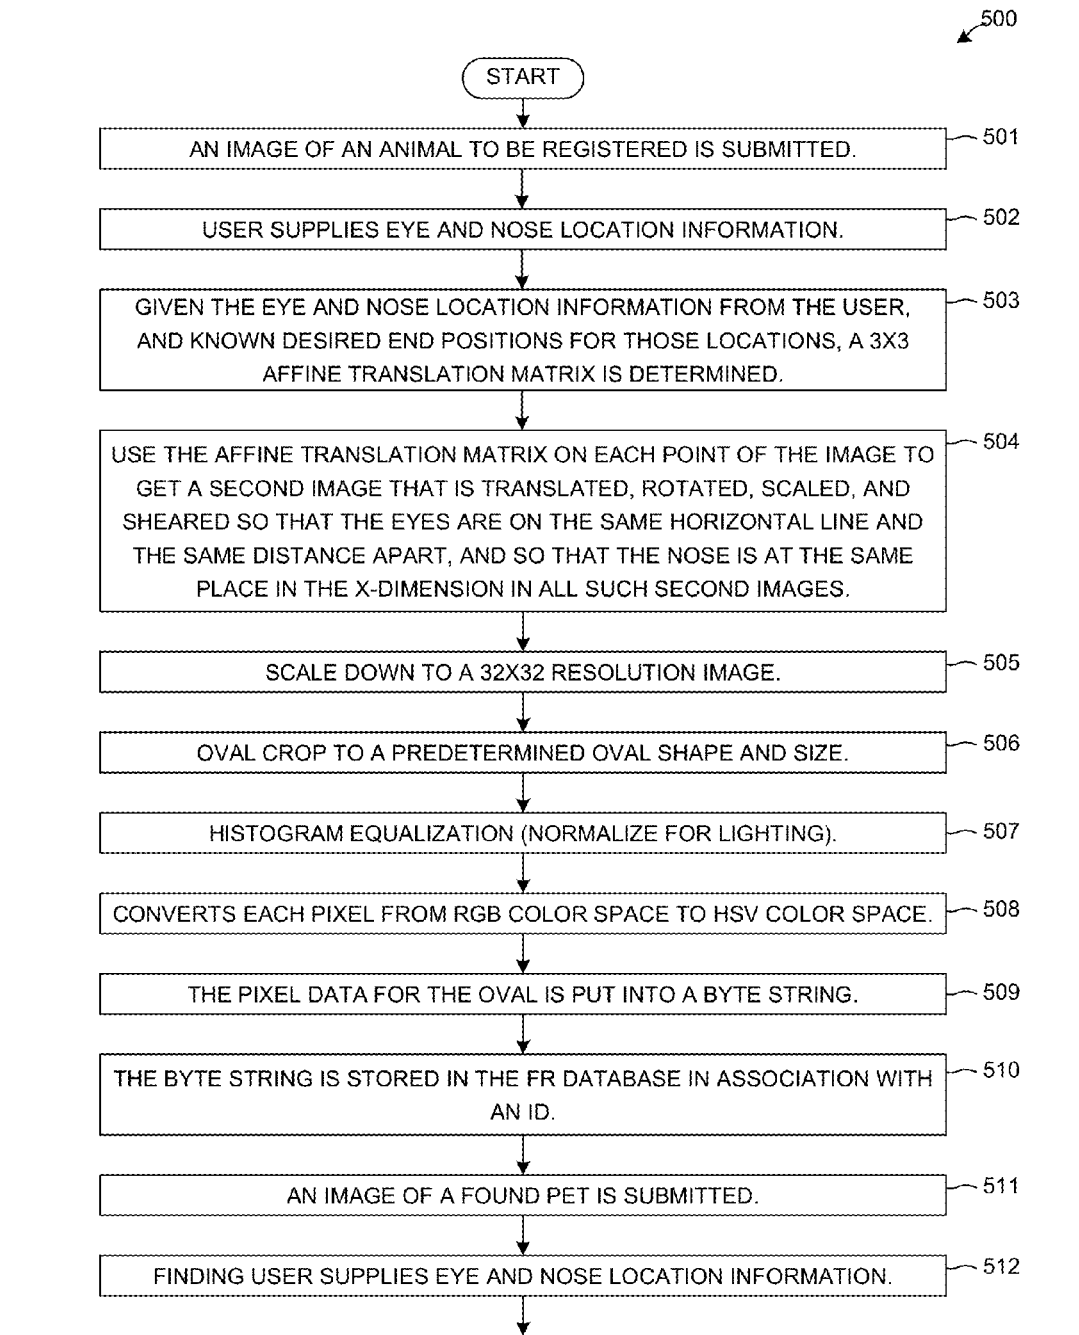 500
START
AN IMAGE OF AN ANIMAL TO BE REGISTERED IS SUBMITTED.
501
USER SUPPLIES EYE AND NOSE LOCATION INFORMATION.
502
GIVEN THE EYE AND NOSE LOCATION INFORMATION FROM THE USER,
AND KNOWN DESIRED END POSITIONS FOR THOSE LOCATIONS, A 3X3
AFFINE TRANSLATION MATRIX IS DETERMINED.
503
USE THE AFFINE TRANSLATION MATRIX ON EACH POINT OF THE IMAGE TO
GET A SECOND IMAGE THAT IS TRANSLATED, ROTATED, SCALED, AND
SHEARED SO THAT THE EYES ARE ON THE SAME HORIZONTAL LINE AND
THE SAME DISTANCE APART, AND SO THAT THE NOSE IS AT THE SAME
PLACE IN THE X-DIMENSION IN ALL SUCH SECOND IMAGES.
504
SCALE DOWN TO A 32X32 RESOLUTION IMAGE.
505
OVAL CROP TO A PREDETERMINED OVAL SHAPE AND SIZE.
506
HISTOGRAM EQUALIZATION (NORMALIZE FOR LIGHTING).
507
CONVERTS EACH PIXEL FROM RGB COLOR SPACE TO HSV COLOR SPACE.
508
THE PIXEL DATA FOR THE OVAL IS PUT INTO A BYTE STRING.
509
THE BYTE STRING IS STORED IN THE FR DATABASE IN ASSOCIATION WITH
AN ID.
510
AN IMAGE OF A FOUND PET IS SUBMITTED.
511
FINDING USER SUPPLIES EYE AND NOSE LOCATION INFORMATION.
512